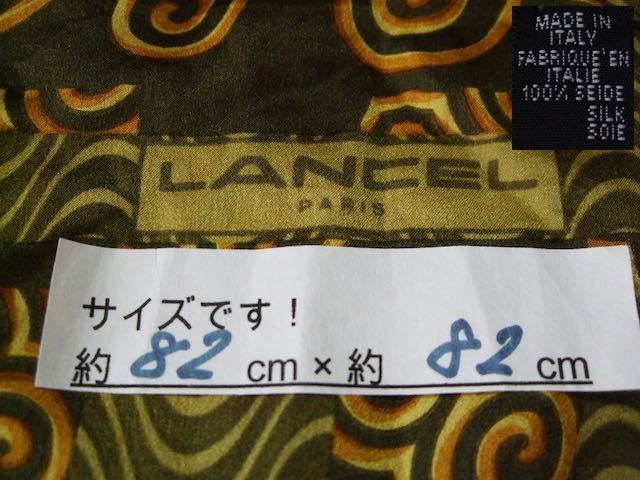 MADE IN
ITALY
FABRIQUE'EN
ITALIE
100% SEIDE
SILK
SOIE
LANCEL
PARIS
サイズです!
約 82 cm × 約 82 cm